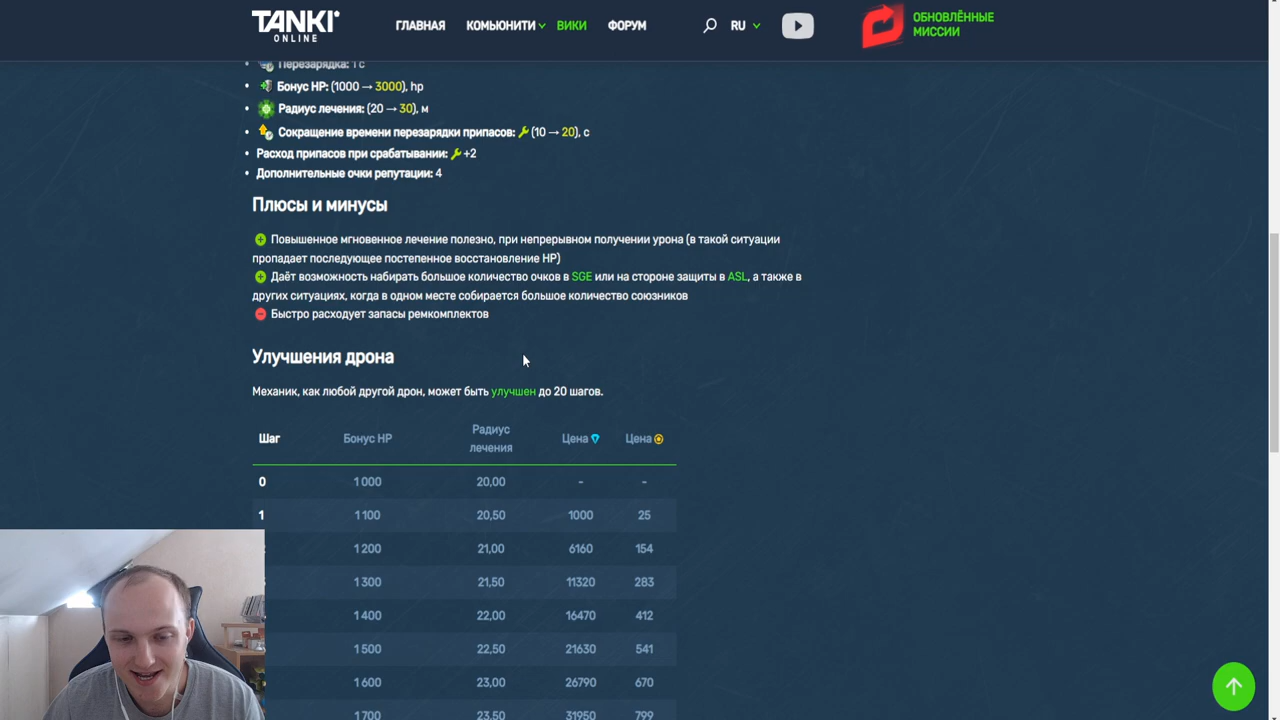 TANKI
ONLINE
ГЛАВНАЯ
КОМЬЮНИТИ
ВИКИ
ФОРУМ
RU
ОБНОВЛЁННЫЕ
МИССИИ
Перезарядка: 1 с
Бонус HP: (1000 → 3000), hp
Радиус лечения: (20 → 30), м
Сокращение времени перезарядки припасов: (10 → 20), с
Расход припасов при срабатывании: +2
Дополнительные очки репутации: 4
Плюсы и минусы
Повышенное мгновенное лечение полезно, при непрерывном получении урона (в такой ситуации
пропадает последующее постепенное восстановление HP)
Даёт возможность набирать большое количество очков в SGE или на стороне защиты в ASL, а также в
других ситуациях, когда в одном месте собирается большое количество союзников
Быстро расходует запасы ремкомплектов
Улучшения дрона
Механик, как любой другой дрон, может быть улучшен до 20 шагов.
Шаг Бонус HP Радиус лечения Цена Цена
0 1 000 20,00 - -
1 1 100 20,50 1000 25
1 200 21,00 6160 154
1 300 21,50 11320 283
1 400 22,00 16470 412
1 500 22,50 21630 541
1 600 23,00 26790 670
1 700 23,50 31950 799